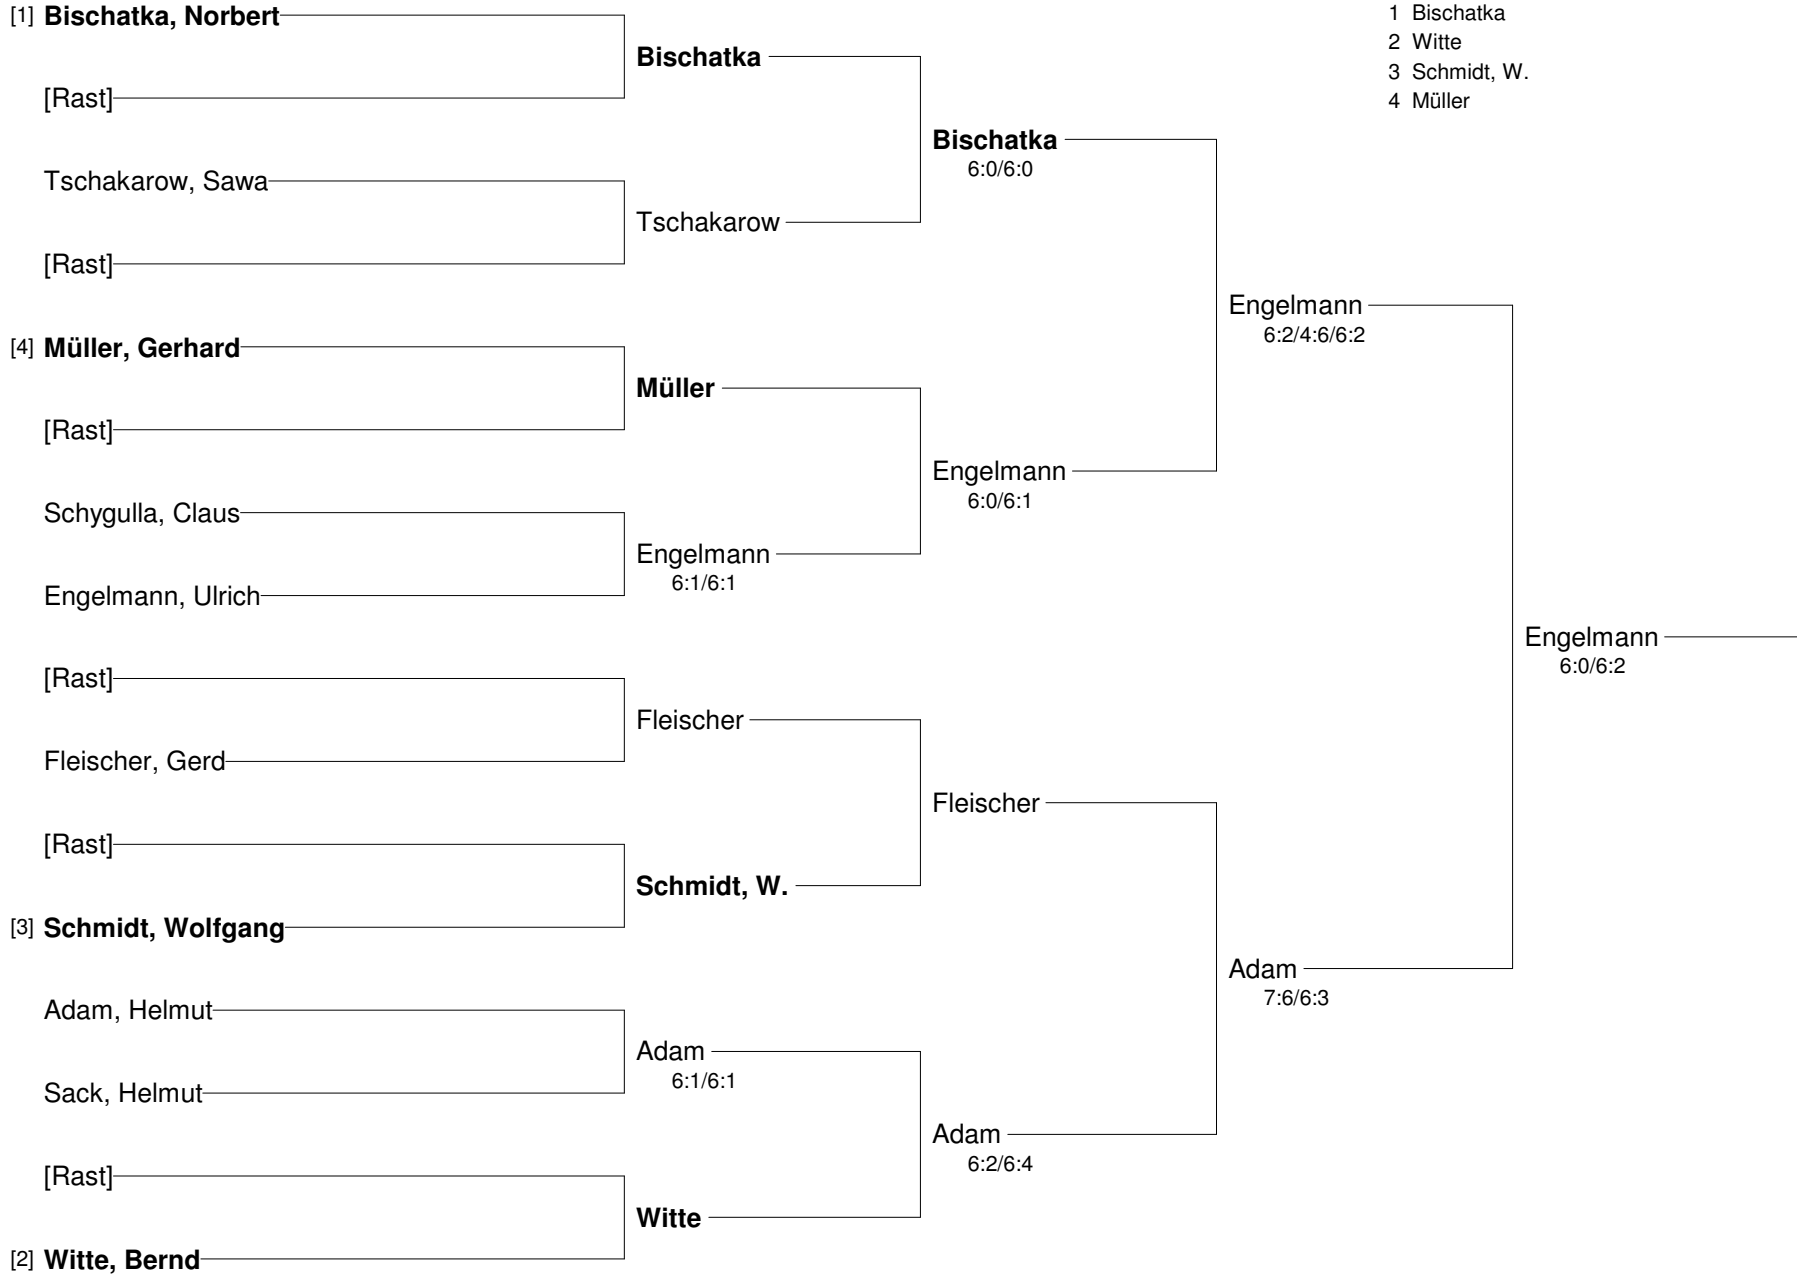 [1] Bischatka, Norbert
[Rast]
Tschakarow, Sawa
[Rast]
[4] Müller, Gerhard
[Rast]
Schygulla, Claus
Engelmann, Ulrich
[Rast]
Fleischer, Gerd
[Rast]
[3] Schmidt, Wolfgang
Adam, Helmut
Sack, Helmut
[Rast]
[2] Witte, Bernd
Bischatka
Tschakarow
Müller
Engelmann
6:1/6:1
Fleischer
Schmidt, W.
Adam
6:1/6:1
Witte
Bischatka
6:0/6:0
Engelmann
6:0/6:1
Fleischer
Adam
6:2/6:4
Engelmann
6:2/4:6/6:2
Adam
7:6/6:3
Engelmann
6:0/6:2
1 Bischatka
2 Witte
3 Schmidt, W.
4 Müller